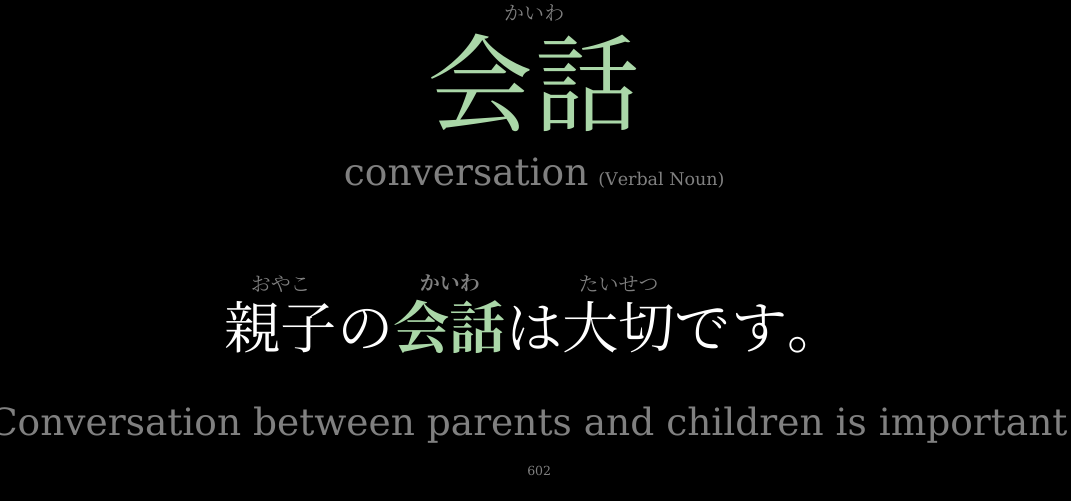 かいわ
会話
conversation (Verbal Noun)
おやこ かいわ たいせつ
親子の会話は大切です。
Conversation between parents and children is important
602